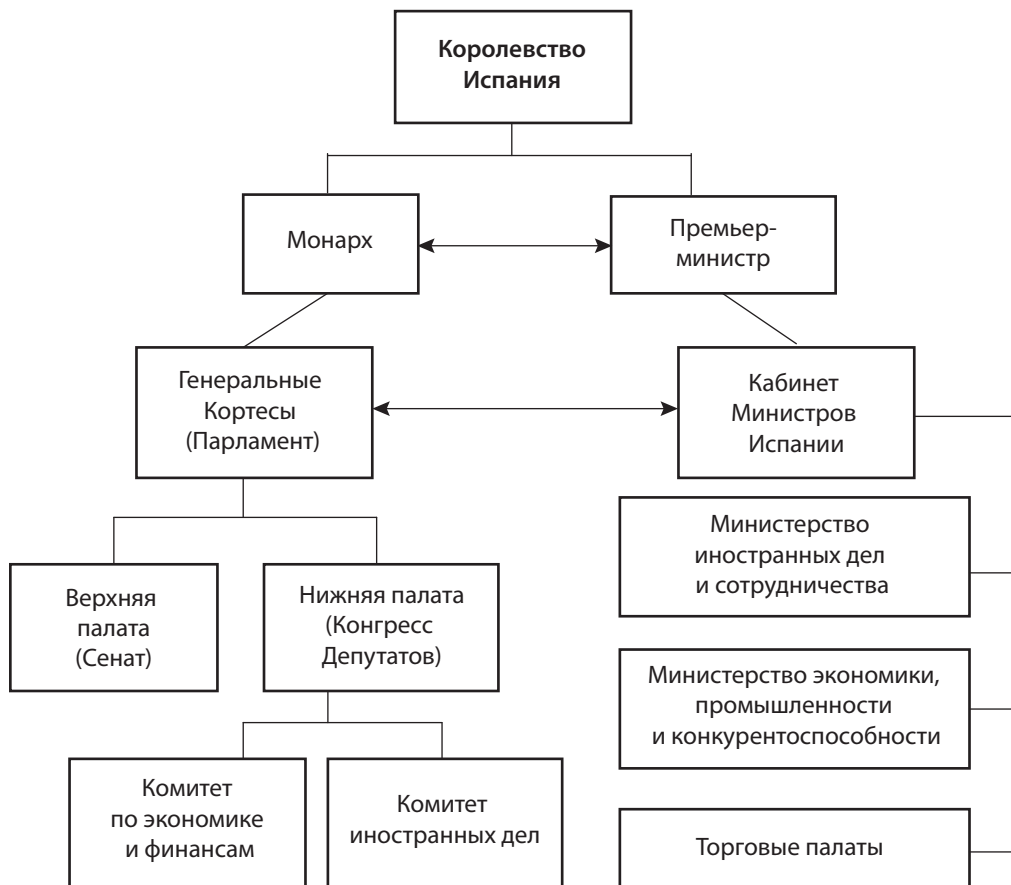 Королевство
Испания
Монарх
Премьер-
министр
Генеральные
Кортесы
(Парламент)
Кабинет
Министров
Испании
Министерство
иностранных дел
и сотрудничества
Верхняя
палата
(Сенат)
Нижняя палата
(Конгресс
Депутатов)
Министерство экономики,
промышленности
и конкурентоспособности
Комитет
по экономике
и финансам
Комитет
иностранных дел
Торговые палаты